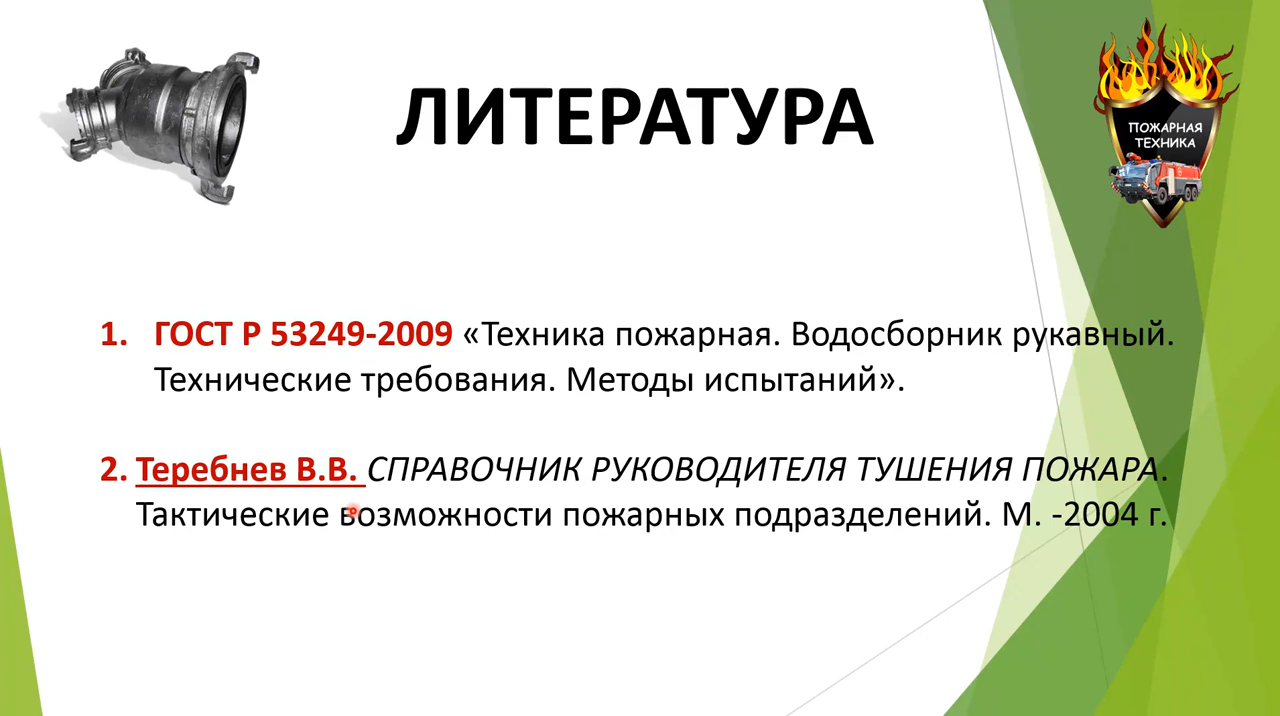 ЛИТЕРАТУРА
ПОЖАРНАЯ
ТЕХНИКА
1. ГОСТ Р 53249-2009 «Техника пожарная. Водосборник рукавный.
Технические требования. Методы испытаний».
2. Теребнев В.В. СПРАВОЧНИК РУКОВОДИТЕЛЯ ТУШЕНИЯ ПОЖАРА.
Тактические возможности пожарных подразделений. М. -2004 г.